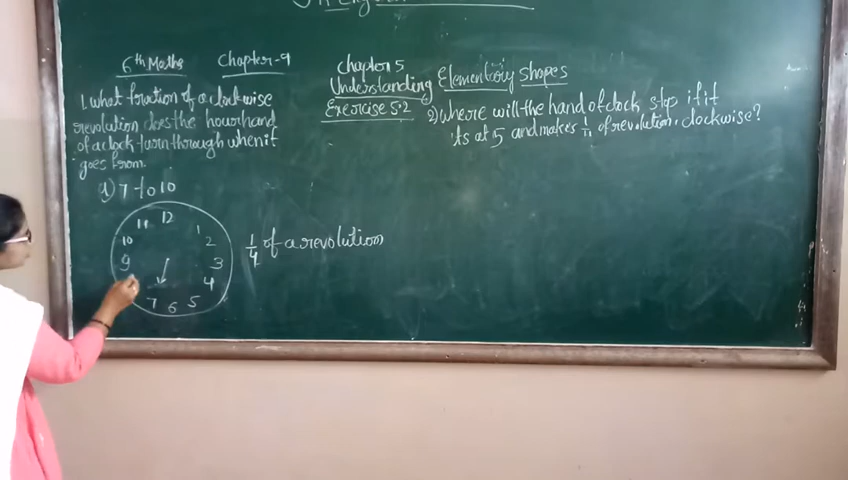 6th Maths
Chapter-9
1. What fraction of a clockwise
revolution does the hour hand
of a clock turn through when it
goes from.
a) 7 to 10
12
11
1
10
2
9
3
4
7
6
5
1/4 of a revolution
Chapter 5
Understanding Elementary Shapes
Exercise 5.2
2) Where will the hand of clock stop if it
its at 5 and makes of revolution, clockwise?